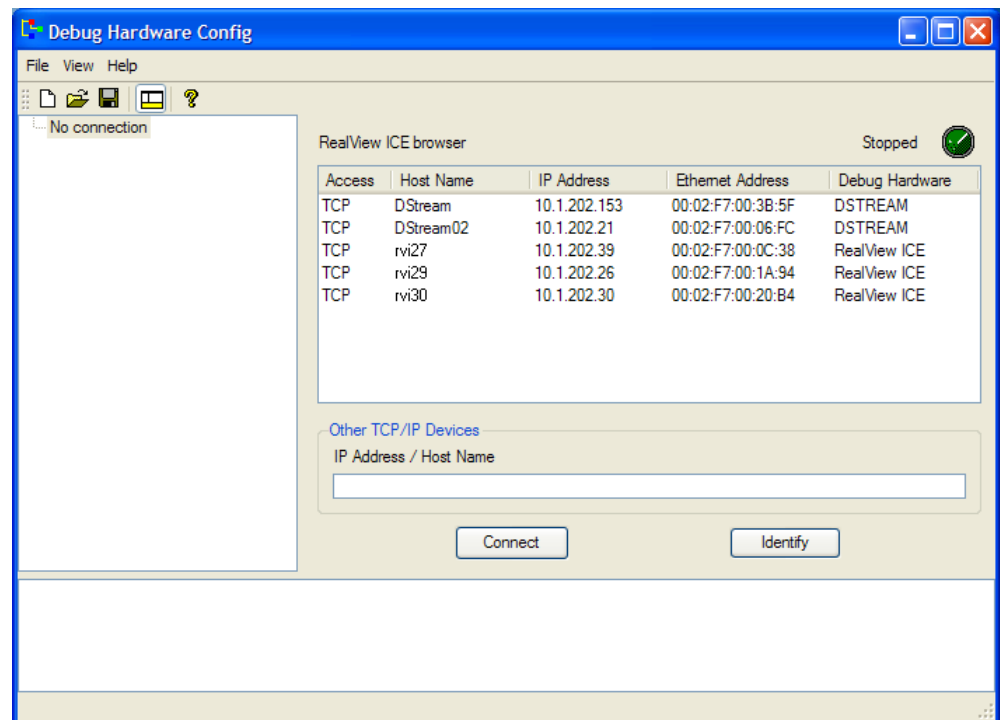 Debug Hardware Config
File View Help
No connection
RealView ICE browser Stopped
Access Host Name IP Address Ethernet Address Debug Hardware
TCP DStream 10.1.202.153 00:02:F7:00:3B:5F DSTREAM
TCP DStream02 10.1.202.21 00:02:F7:00:06:FC DSTREAM
TCP rvi27 10.1.202.39 00:02:F7:00:0C:38 RealView ICE
TCP rvi29 10.1.202.26 00:02:F7:00:1A:94 RealView ICE
TCP rvi30 10.1.202.30 00:02:F7:00:20:B4 RealView ICE
Other TCP/IP Devices
IP Address / Host Name
Connect Identify